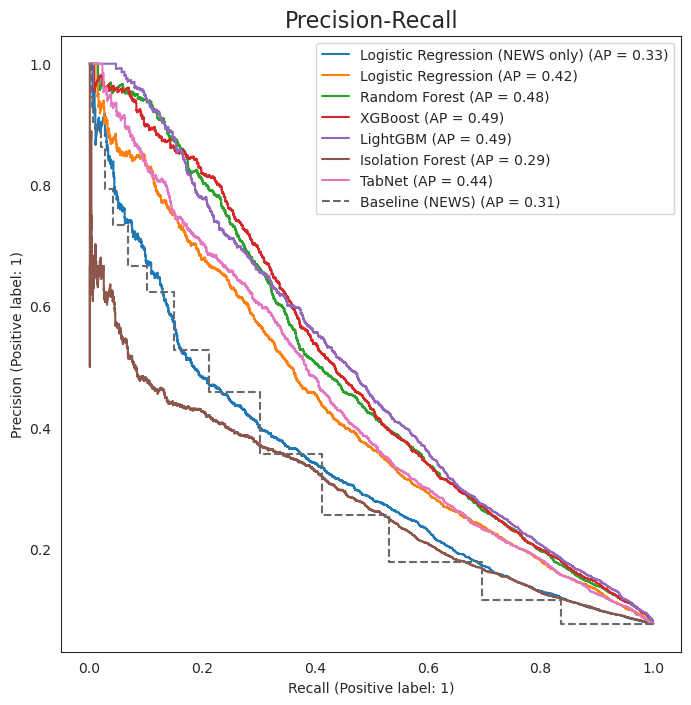 Precision-Recall
Logistic Regression (NEWS only) (AP = 0.33)
Logistic Regression (AP = 0.42)
Random Forest (AP = 0.48)
XGBoost (AP = 0.49)
LightGBM (AP = 0.49)
Isolation Forest (AP = 0.29)
TabNet (AP = 0.44)
Baseline (NEWS) (AP = 0.31)
Precision (Positive label: 1)
1.0
0.8
0.6
0.4
0.2
0.0 0.2 0.4 0.6 0.8 1.0
Recall (Positive label: 1)